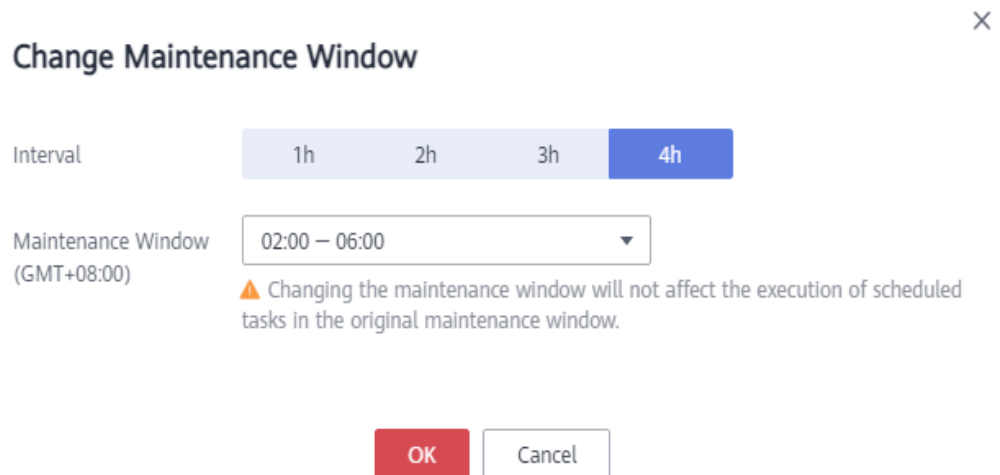 Change Maintenance Window
Interval
1h 2h 3h 4h
Maintenance Window
(GMT+08:00)
02:00 — 06:00
Changing the maintenance window will not affect the execution of scheduled
tasks in the original maintenance window.
OK Cancel